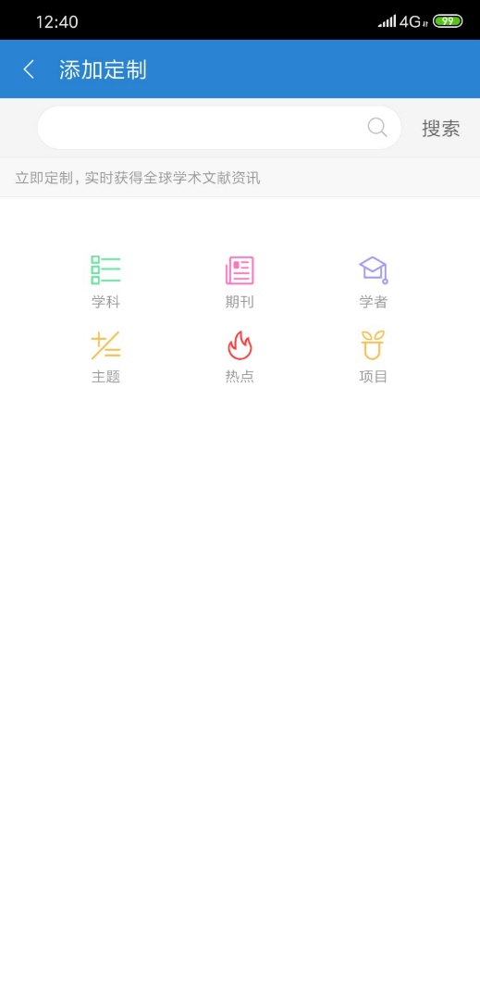 12:40 4G 99
添加定制
搜索
立即定制, 实时获得全球学术文献资讯
学科 期刊 学者
主题 热点 项目